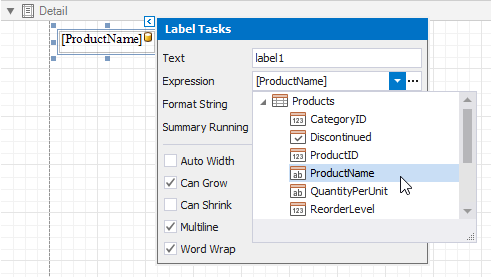 Detail
[ProductName]
Label Tasks
Text label1
Expression [ProductName] ...
Format String
Summary Running
Products
123 CategoryID
Discontinued
123 ProductID
ab ProductName
ab QuantityPerUnit
123 ReorderLevel
Auto Width
Can Grow
Can Shrink
Multiline
Word Wrap